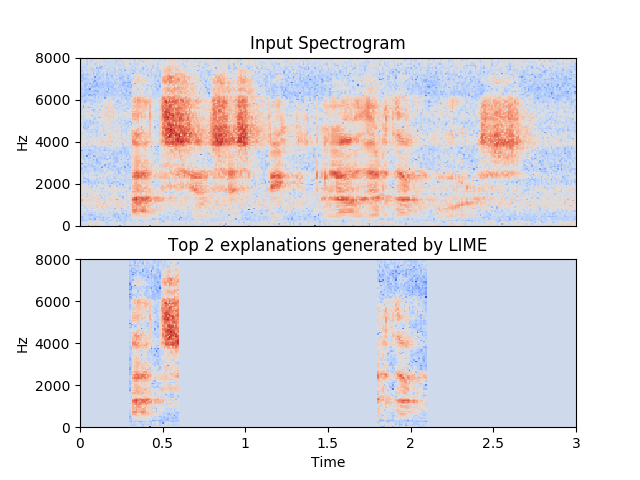 Input Spectrogram
8000
6000
4000
2000
0
Hz
Top 2 explanations generated by LIME
8000
6000
4000
2000
0
Hz
0 0.5 1 1.5 2 2.5 3
Time